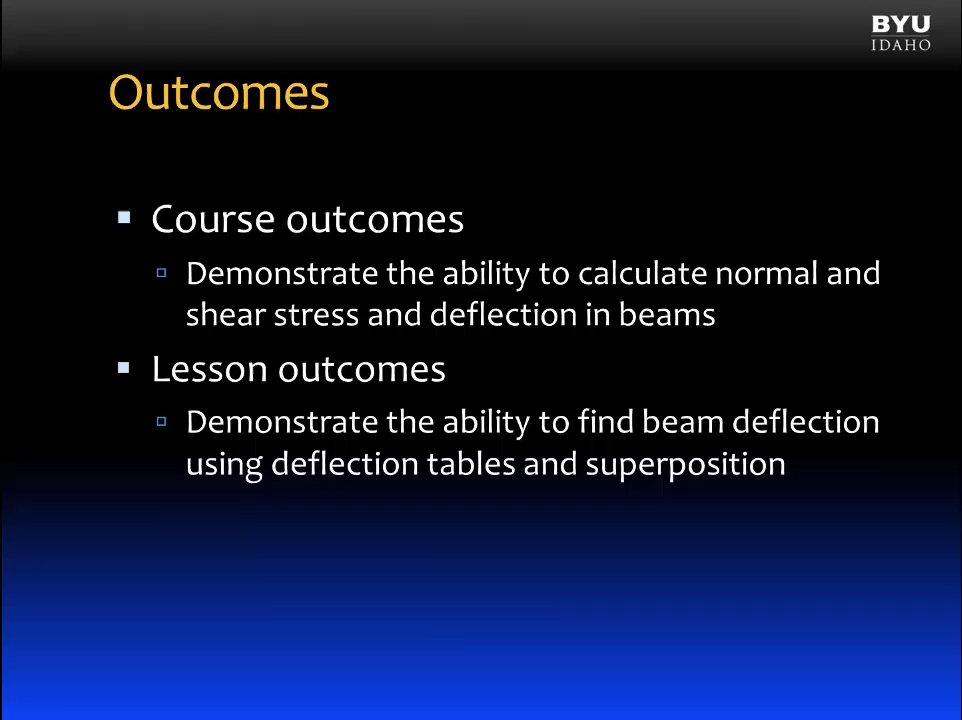 BYU
IDAHO
Outcomes
Course outcomes
Demonstrate the ability to calculate normal and
shear stress and deflection in beams
Lesson outcomes
Demonstrate the ability to find beam deflection
using deflection tables and superposition